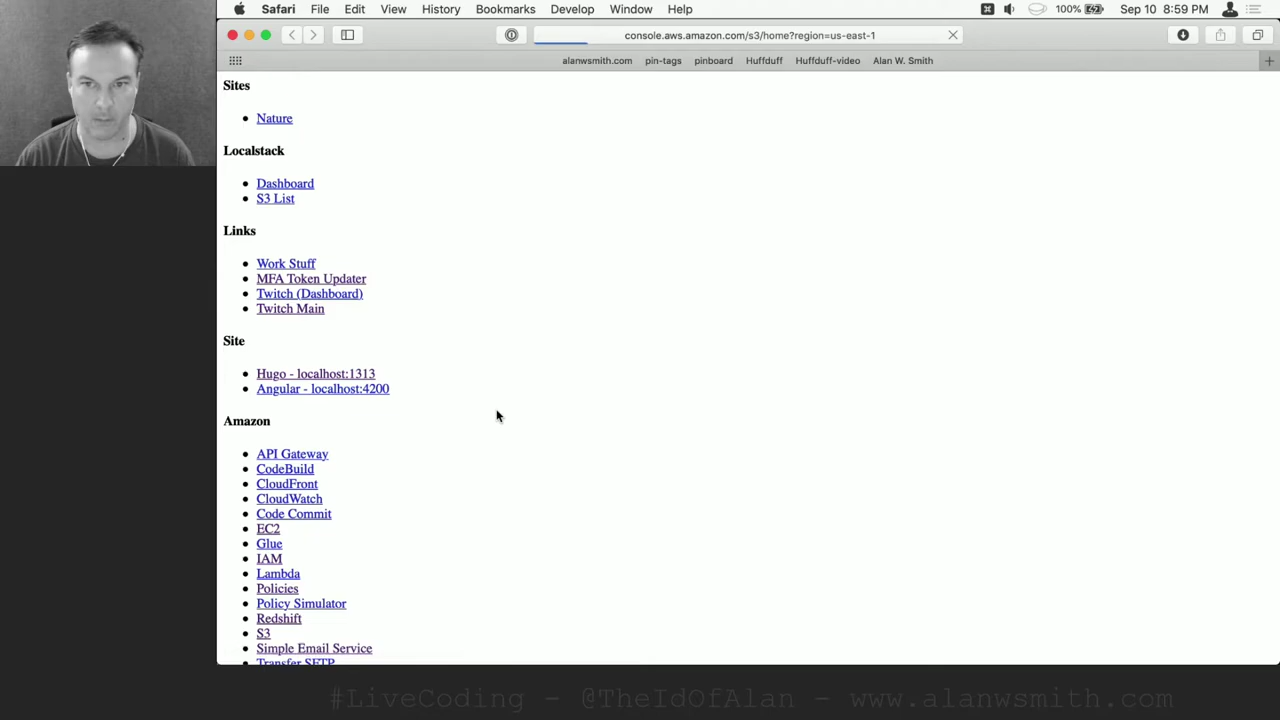 Safari File Edit View History Bookmarks Develop Window Help 100% Sep 10 8:59 PM
console.aws.amazon.com/s3/home?region=us-east-1
alanwsmith.com pin-tags pinboard Huffduff Huffduff-video Alan W. Smith
Sites
Nature
Localstack
Dashboard
S3 List
Links
Work Stuff
MFA Token Updater
Twitch (Dashboard)
Twitch Main
Site
Hugo - localhost:1313
Angular - localhost:4200
Amazon
API Gateway
CodeBuild
CloudFront
CloudWatch
Code Commit
EC2
Glue
IAM
Lambda
Policies
Policy Simulator
Redshift
S3
Simple Email Service
Transfer SFTP
#LiveCoding - @TheIdOfAlan - www.alanwsmith.com